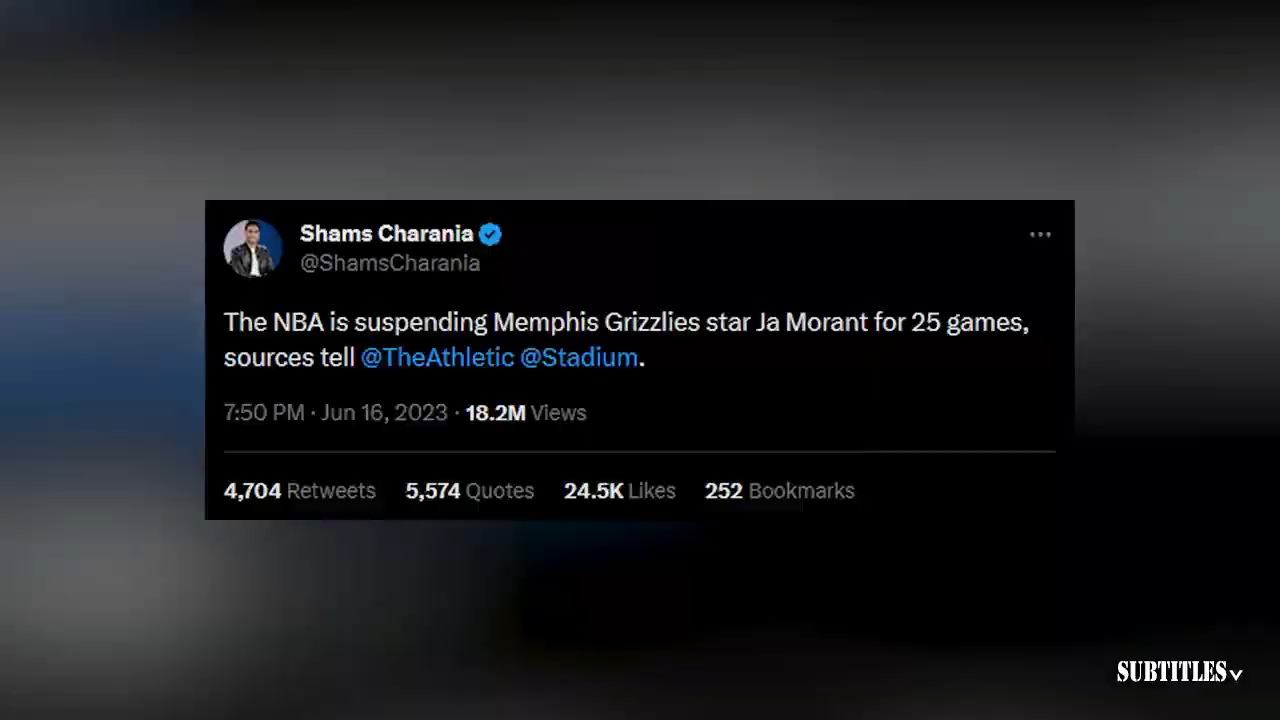 Shams Charania
@ShamsCharania
The NBA is suspending Memphis Grizzlies star Ja Morant for 25 games,
sources tell @TheAthletic @Stadium.
7:50 PM · Jun 16, 2023 · 18.2M Views
4,704 Retweets 5,574 Quotes 24.5K Likes 252 Bookmarks
SUBTITLES